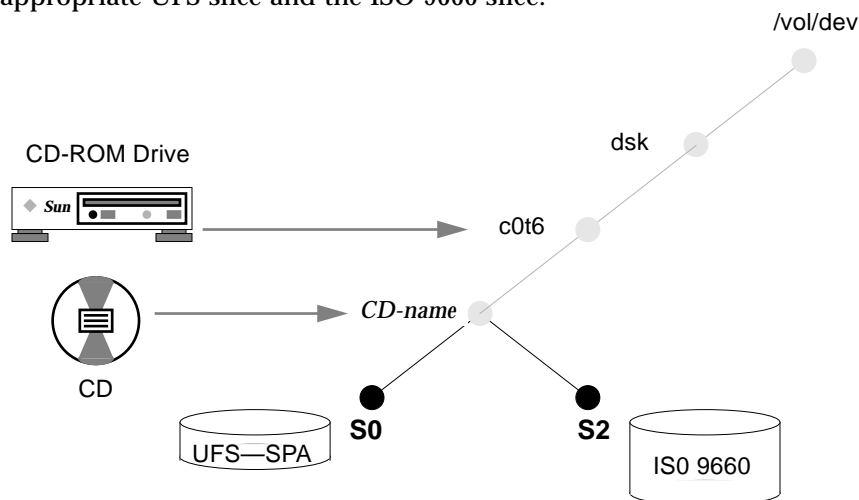 appropriate UFS slice and the ISO 9660 slice.
/vol/dev
dsk
CD-ROM Drive
Sun
c0t6
CD-name
CD
S0
S2
UFS—SPA
IS0 9660